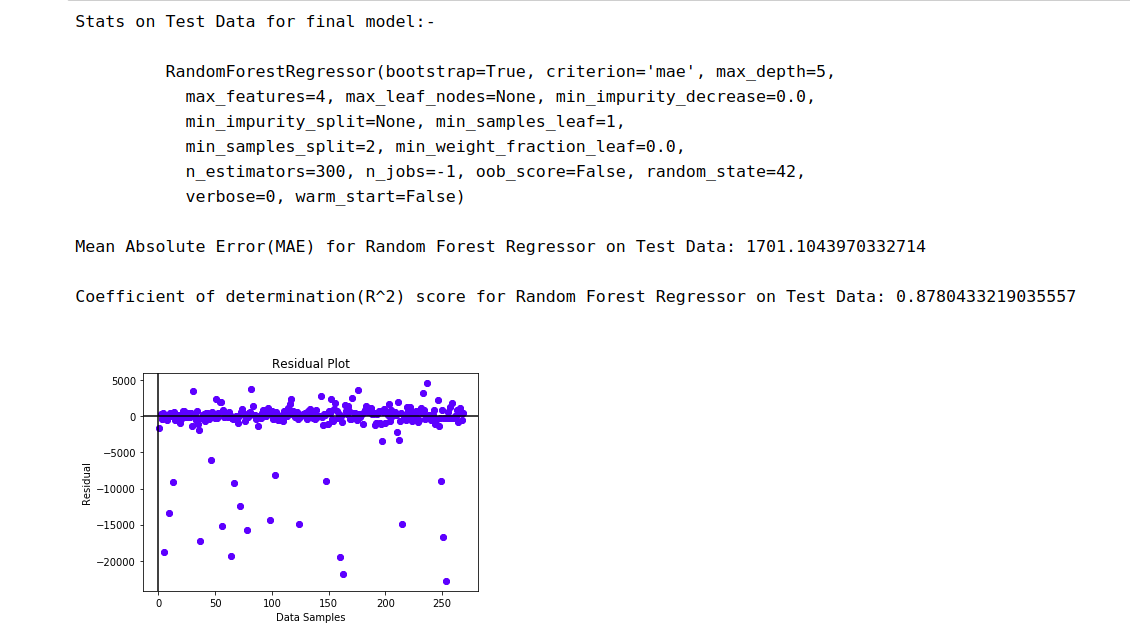 Stats on Test Data for final model:-
RandomForestRegressor(bootstrap=True, criterion='mae', max_depth=5,
max_features=4, max_leaf_nodes=None, min_impurity_decrease=0.0,
min_impurity_split=None, min_samples_leaf=1,
min_samples_split=2, min_weight_fraction_leaf=0.0,
n_estimators=300, n_jobs=-1, oob_score=False, random_state=42,
verbose=0, warm_start=False)
Mean Absolute Error(MAE) for Random Forest Regressor on Test Data: 1701.1043970332714
Coefficient of determination(R^2) score for Random Forest Regressor on Test Data: 0.8780433219035557
Residual Plot
5000
0
−5000
−10000
−15000
−20000
Residual
0 50 100 150 200 250
Data Samples